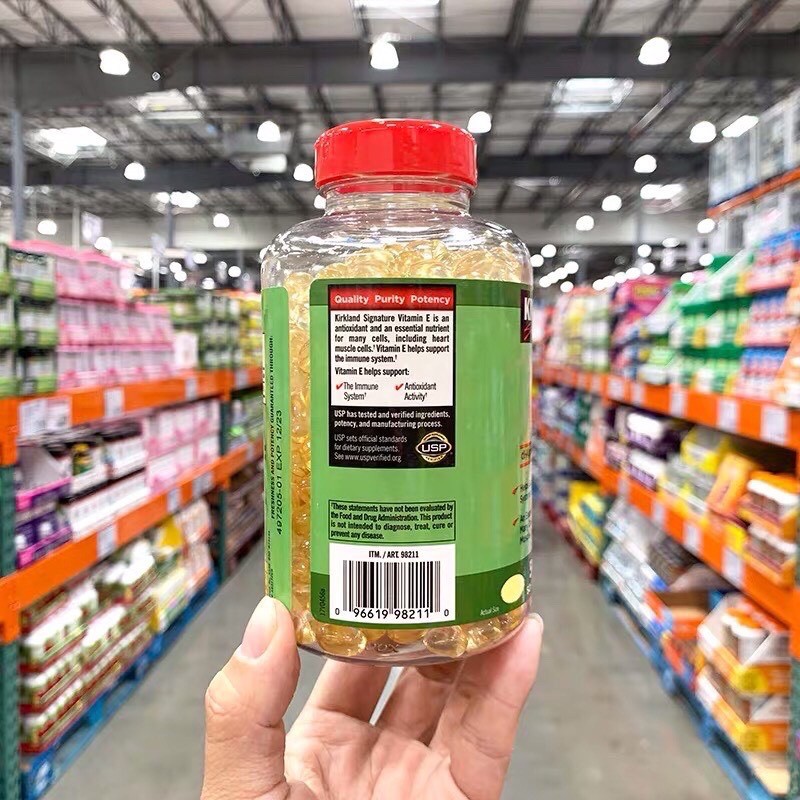 Quality Purity Potency
Kirkland Signature Vitamin E is an
antioxidant and an essential nutrient
for many cells, including heart
muscle cells.† Vitamin E helps support
the immune system.†
Vitamin E helps support:
✓The Immune
System†
✓Antioxidant
Activity†
USP has tested and verified ingredients,
potency, and manufacturing process.
USP sets official standards
for dietary supplements.
See www.uspverified.org
USP
†These statements have not been evaluated by
the Food and Drug Administration. This product
is not intended to diagnose, treat, cure or
prevent any disease.
ITM. / ART. 98211
0 96619 98211 0
Actual Size
FRESHNESS AND POTENCY GUARANTEED THROUGH:
497205-01 EXP 12/23